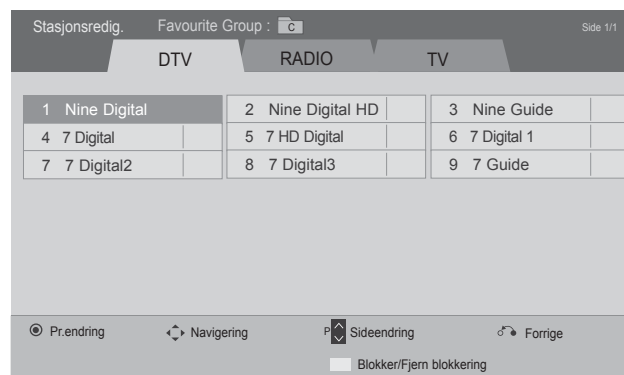 Stasjonsredig. Favourite Group : C Side 1/1
DTV RADIO TV
1 Nine Digital 2 Nine Digital HD 3 Nine Guide
4 7 Digital 5 7 HD Digital 6 7 Digital 1
7 7 Digital2 8 7 Digital3 9 7 Guide
Pr.endring Navigering P Sideendring Forrige
Blokker/Fjern blokkering